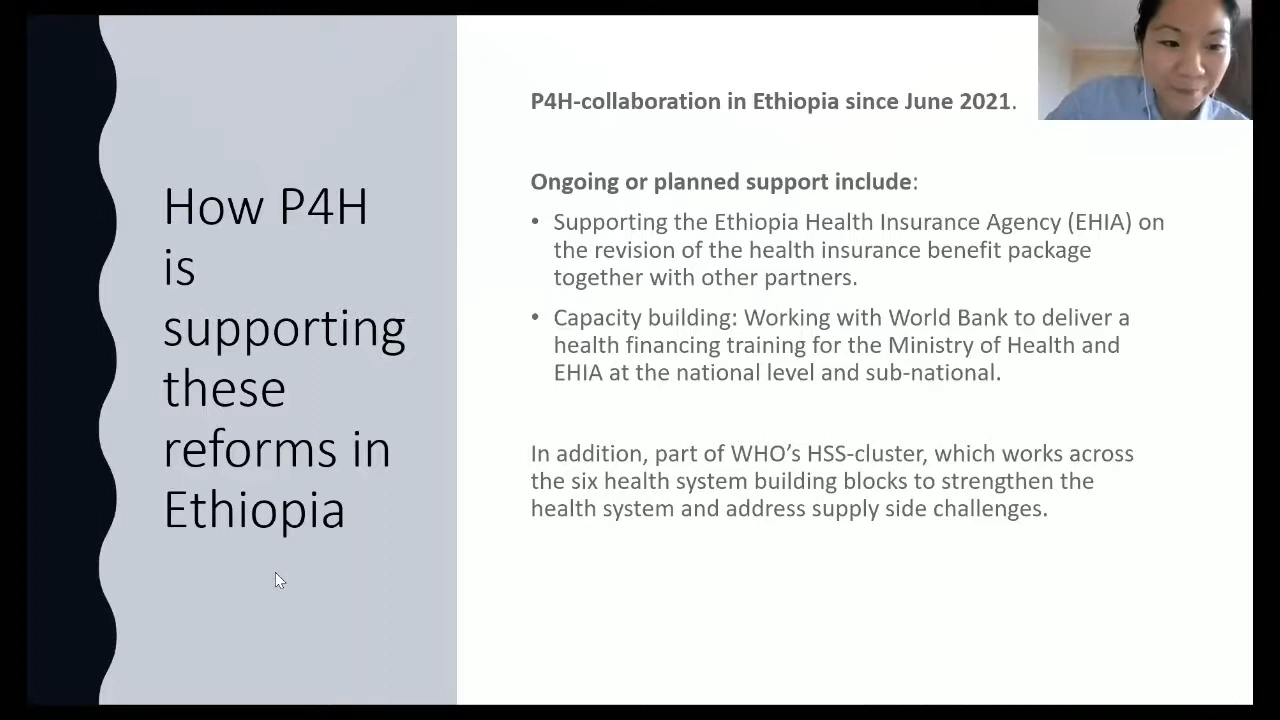 How P4H
is
supporting
these
reforms in
Ethiopia
P4H-collaboration in Ethiopia since June 2021.
Ongoing or planned support include:
• Supporting the Ethiopia Health Insurance Agency (EHIA) on
the revision of the health insurance benefit package
together with other partners.
• Capacity building: Working with World Bank to deliver a
health financing training for the Ministry of Health and
EHIA at the national level and sub-national.
In addition, part of WHO’s HSS-cluster, which works across
the six health system building blocks to strengthen the
health system and address supply side challenges.